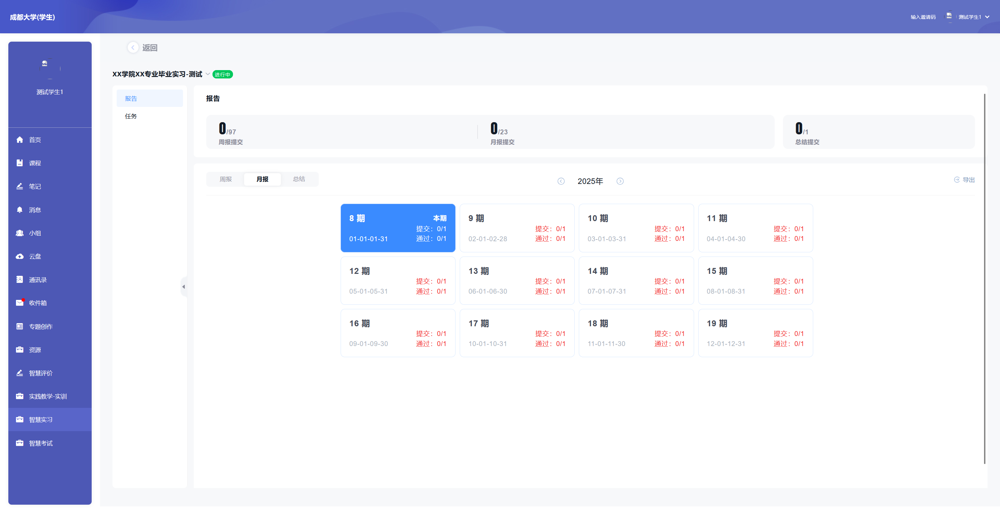 成都大学(学生)
输入邀请码
测试学生1
测试学生1
首页
课程
笔记
消息
小组
云盘
通讯录
收件箱
专题创作
资源
智慧评价
实践教学-实训
智慧实习
智慧考试
返回
XX学院XX专业毕业实习-测试
进行中
报告
任务
报告
0/97
周报提交
0/23
月报提交
0/1
总结提交
周报
月报
总结
2025年
导出
8 期
本期
提交：0/1
01-01-01-31
通过：0/1
9 期
提交：0/1
02-01-02-28
通过：0/1
10 期
提交：0/1
03-01-03-31
通过：0/1
11 期
提交：0/1
04-01-04-30
通过：0/1
12 期
提交：0/1
05-01-05-31
通过：0/1
13 期
提交：0/1
06-01-06-30
通过：0/1
14 期
提交：0/1
07-01-07-31
通过：0/1
15 期
提交：0/1
08-01-08-31
通过：0/1
16 期
提交：0/1
09-01-09-30
通过：0/1
17 期
提交：0/1
10-01-10-31
通过：0/1
18 期
提交：0/1
11-01-11-30
通过：0/1
19 期
提交：0/1
12-01-12-31
通过：0/1